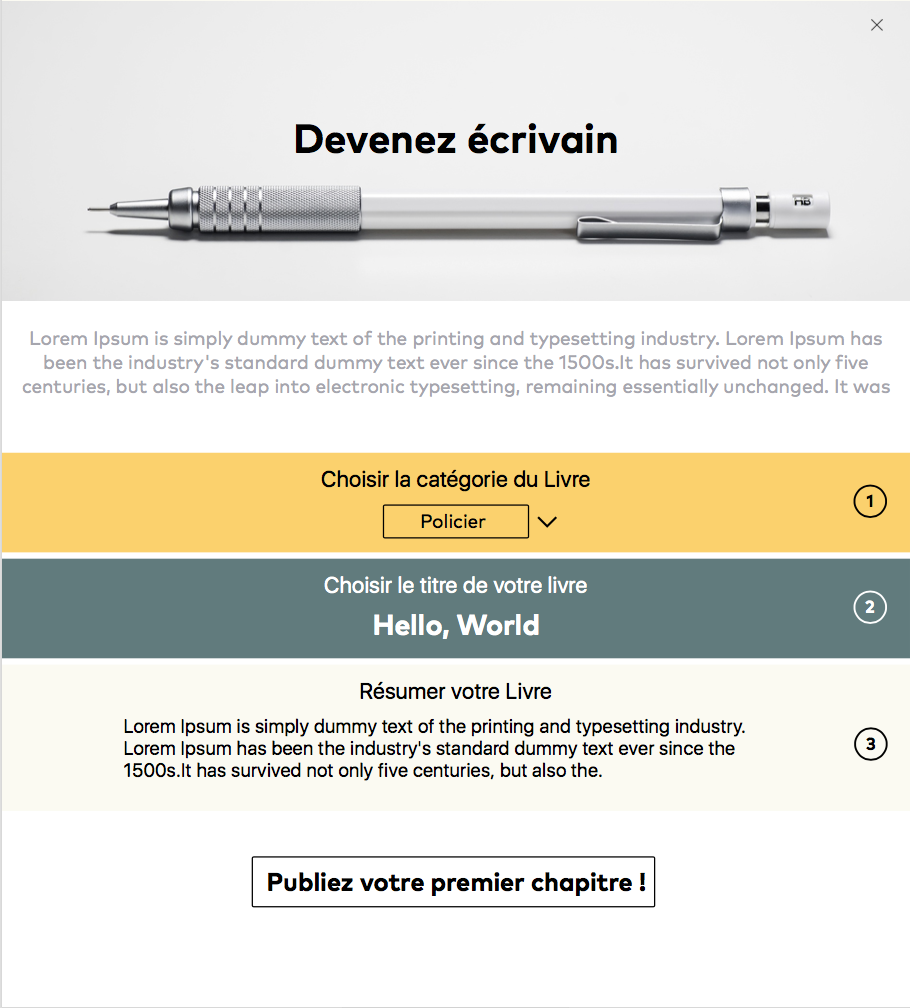 Devenez écrivain
HB
Lorem Ipsum is simply dummy text of the printing and typesetting industry. Lorem Ipsum has
been the industry's standard dummy text ever since the 1500s.It has survived not only five
centuries, but also the leap into electronic typesetting, remaining essentially unchanged. It was
Choisir la catégorie du Livre
Policier
1
Choisir le titre de votre livre
Hello, World
2
Résumer votre Livre
Lorem Ipsum is simply dummy text of the printing and typesetting industry.
Lorem Ipsum has been the industry's standard dummy text ever since the
1500s.It has survived not only five centuries, but also the.
3
Publiez votre premier chapitre !